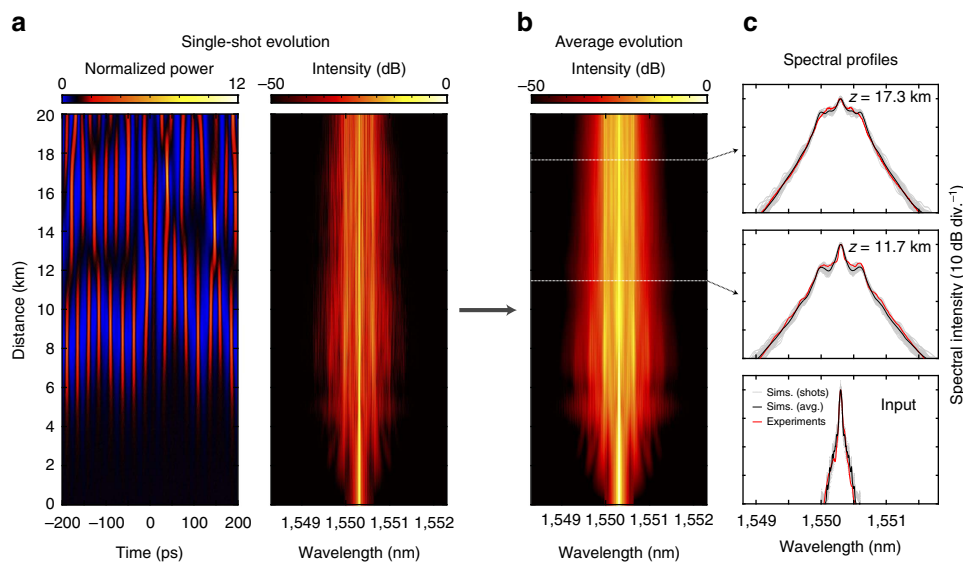 a
Single-shot evolution
Normalized power
0 12
Intensity (dB)
−50 0
Distance (km)
20
18
16
14
12
10
8
6
4
2
0
−200 −100 0 100 200
Time (ps)
1,549 1,550 1,551 1,552
Wavelength (nm)
b
Average evolution
Intensity (dB)
−50 0
1,549 1,550 1,551 1,552
Wavelength (nm)
c
Spectral profiles
z = 17.3 km
z = 11.7 km
Input
Sims. (shots)
Sims. (avg.)
Experiments
1,549 1,550 1,551
Wavelength (nm)
Spectral intensity (10 dB div.⁻¹)